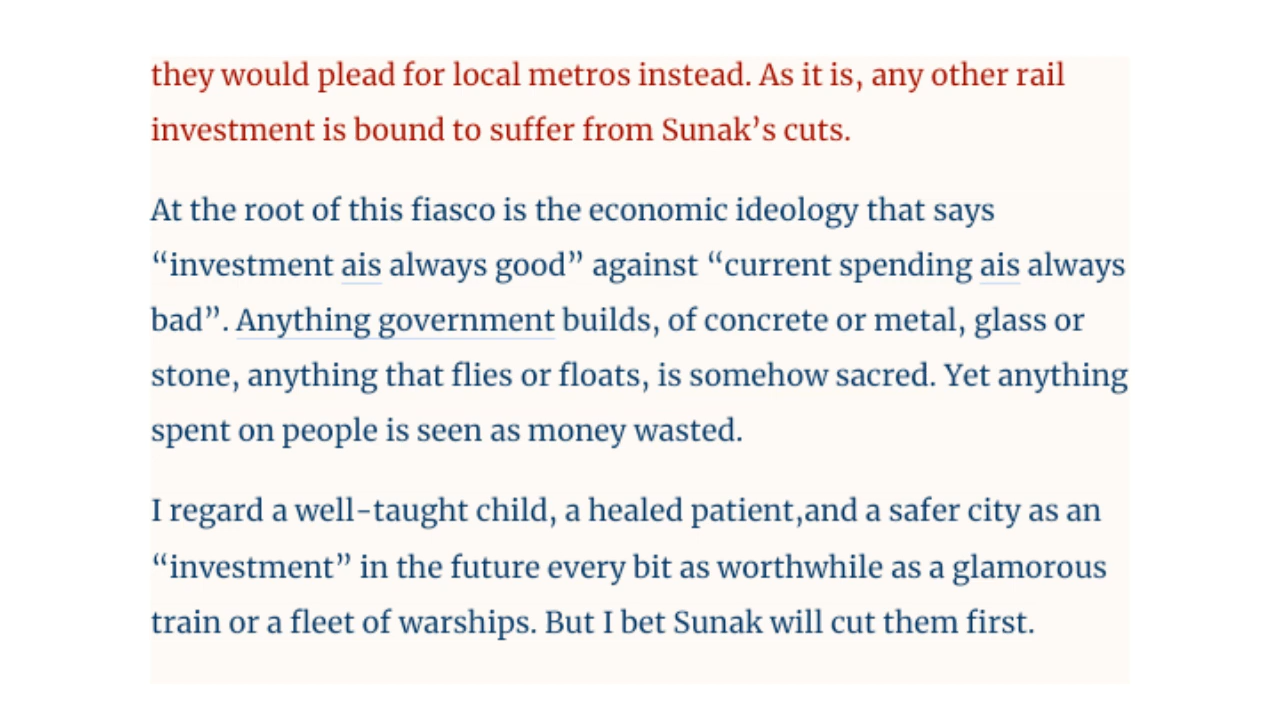 they would plead for local metros instead. As it is, any other rail
investment is bound to suffer from Sunak’s cuts.
At the root of this fiasco is the economic ideology that says
“investment ais always good” against “current spending ais always
bad”. Anything government builds, of concrete or metal, glass or
stone, anything that flies or floats, is somehow sacred. Yet anything
spent on people is seen as money wasted.
I regard a well-taught child, a healed patient,and a safer city as an
“investment” in the future every bit as worthwhile as a glamorous
train or a fleet of warships. But I bet Sunak will cut them first.